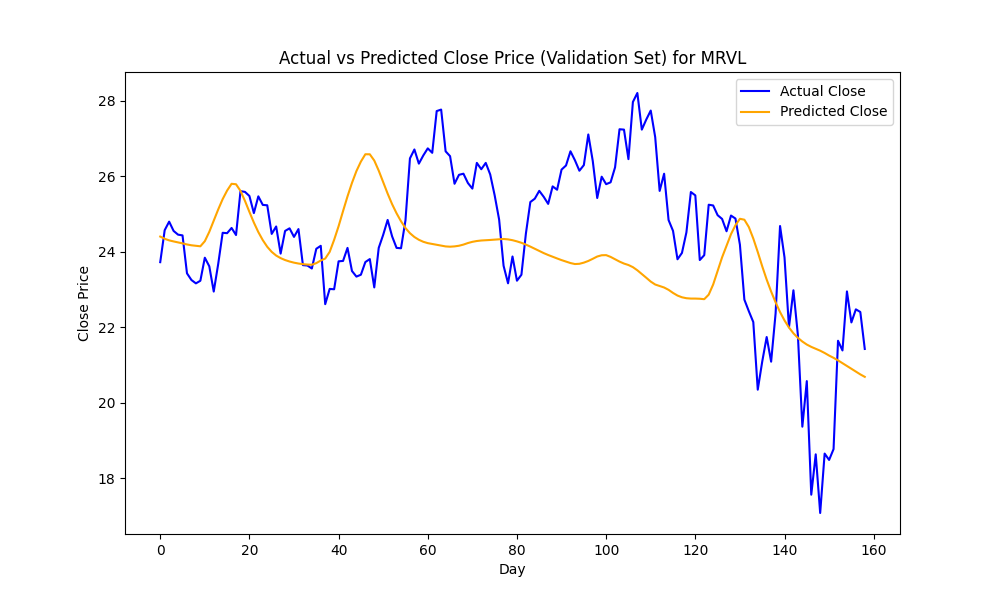 Actual vs Predicted Close Price (Validation Set) for MRVL
Actual Close
Predicted Close
Close Price
28
26
24
22
20
18
0 20 40 60 80 100 120 140 160
Day